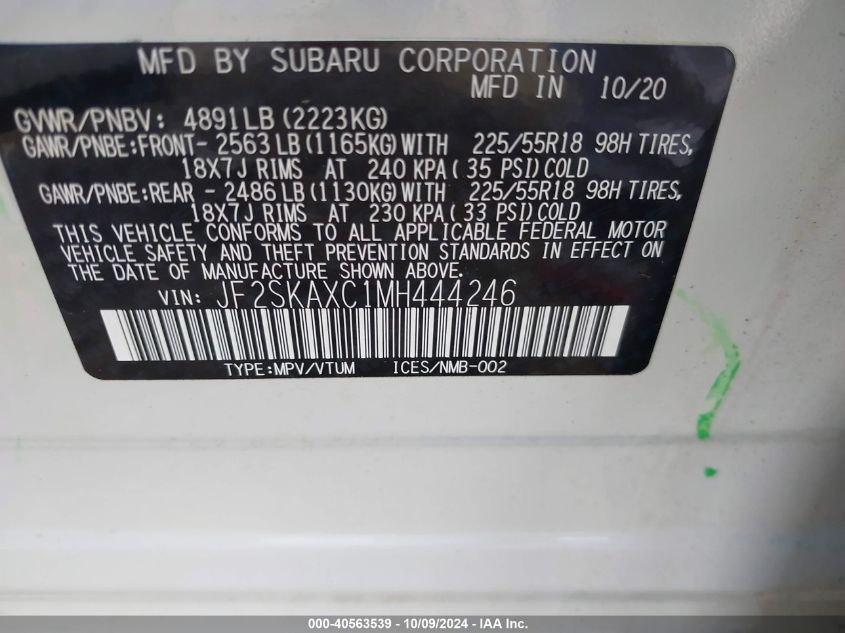 MFD BY SUBARU CORPORATION
MFD IN 10/20
GVWR/PNBV: 4891LB (2223KG)
GAWR/PNBE:FRONT- 2563 LB (1165KG) WITH 225/55R18 98H TIRES,
18X7J RIMS AT 240 KPA ( 35 PSI) COLD
GAWR/PNBE:REAR - 2486 LB (1130KG) WITH 225/55R18 98H TIRES,
18X7J RIMS AT 230 KPA ( 33 PSI) COLD
THIS VEHICLE CONFORMS TO ALL APPLICABLE FEDERAL MOTOR
VEHICLE SAFETY AND THEFT PREVENTION STANDARDS IN EFFECT ON
THE DATE OF MANUFACTURE SHOWN ABOVE.
VIN: JF2SKAXC1MH444246
TYPE:MPV/VTUM ICES/NMB-002
000-40563539 - 10/09/2024 - IAA Inc.